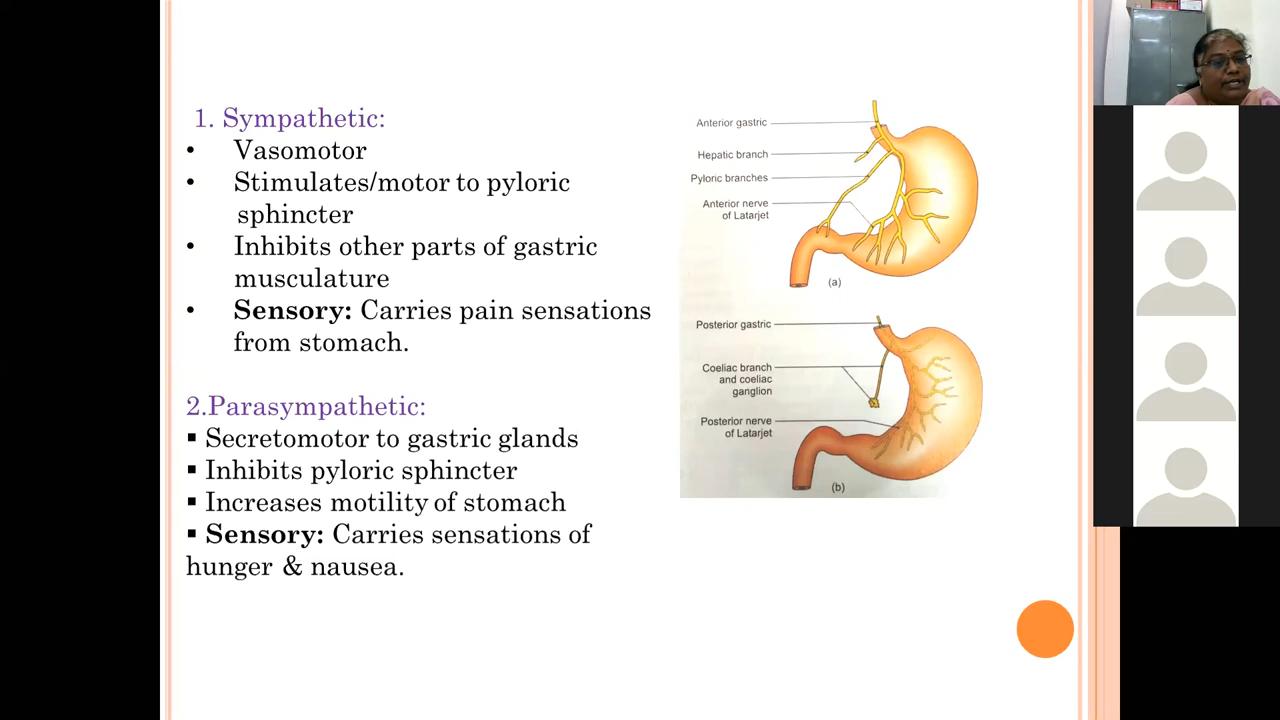 1. Sympathetic:
• Vasomotor
• Stimulates/motor to pyloric
sphincter
• Inhibits other parts of gastric
musculature
• Sensory: Carries pain sensations
from stomach.
2.Parasympathetic:
▪ Secretomotor to gastric glands
▪ Inhibits pyloric sphincter
▪ Increases motility of stomach
▪ Sensory: Carries sensations of
hunger & nausea.
Anterior gastric
Hepatic branch
Pyloric branches
Anterior nerve
of Latarjet
(a)
Posterior gastric
Coeliac branch
and coeliac
ganglion
Posterior nerve
of Latarjet
(b)